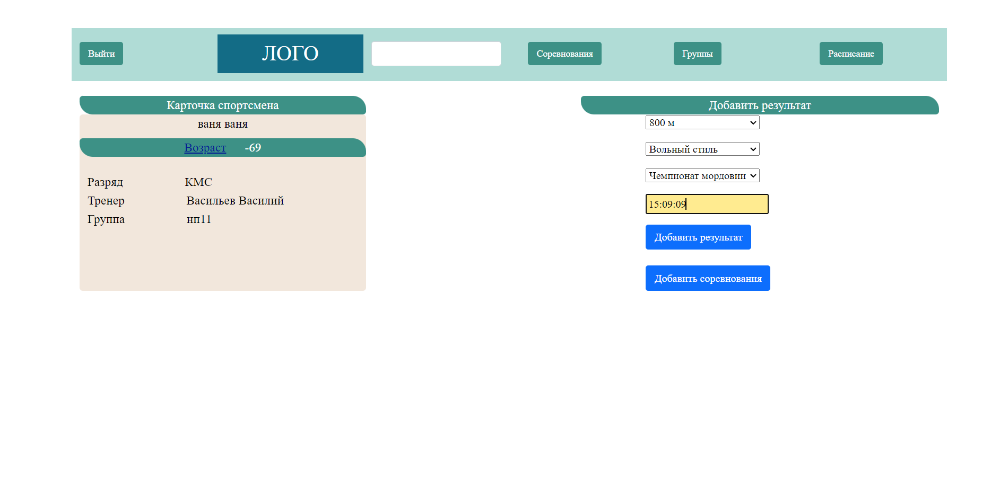 Выйти
ЛОГО
Соревнования
Группы
Расписание
Карточка спортсмена
ваня ваня
Возраст -69
Разряд КМС
Тренер Васильев Василий
Группа нп11
Добавить результат
800 м
Вольный стиль
Чемпионат мордовии
15:09:09
Добавить результат
Добавить соревнования